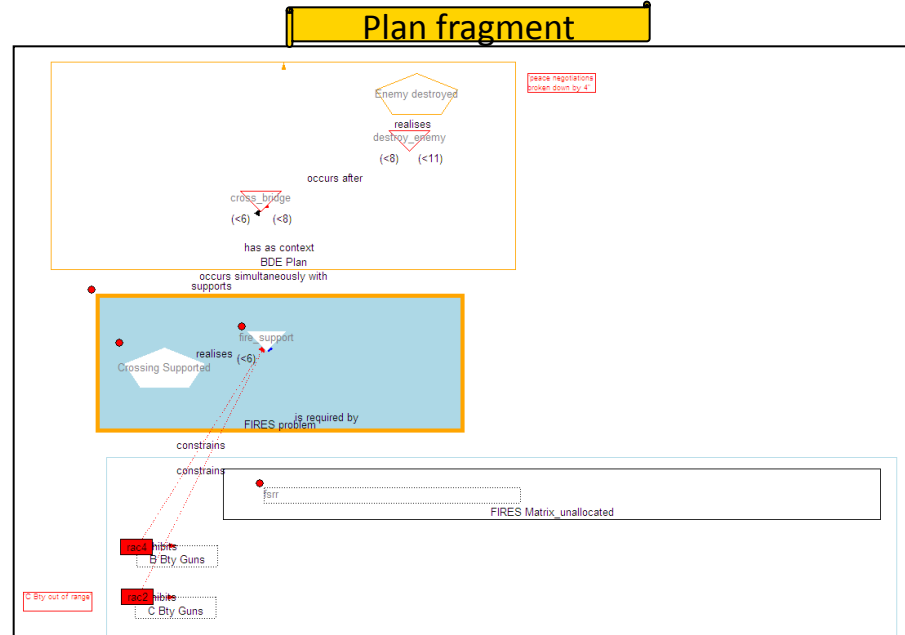 Plan fragment
peace negotiations
broken down by 4"
Enemy destroyed
realises
destroy_enemy
(<8) (<11)
occurs after
cross_bridge
(<6) (<8)
has as context
BDE Plan
occurs simultaneously with
supports
fire_support
realises (<6)
Crossing Supported
is required by
FIRES problem
constrains
constrains
fsrr
FIRES Matrix_unallocated
rac4 hibits
B Bty Guns
rac2 hibits
C Bty out of range
C Bty Guns